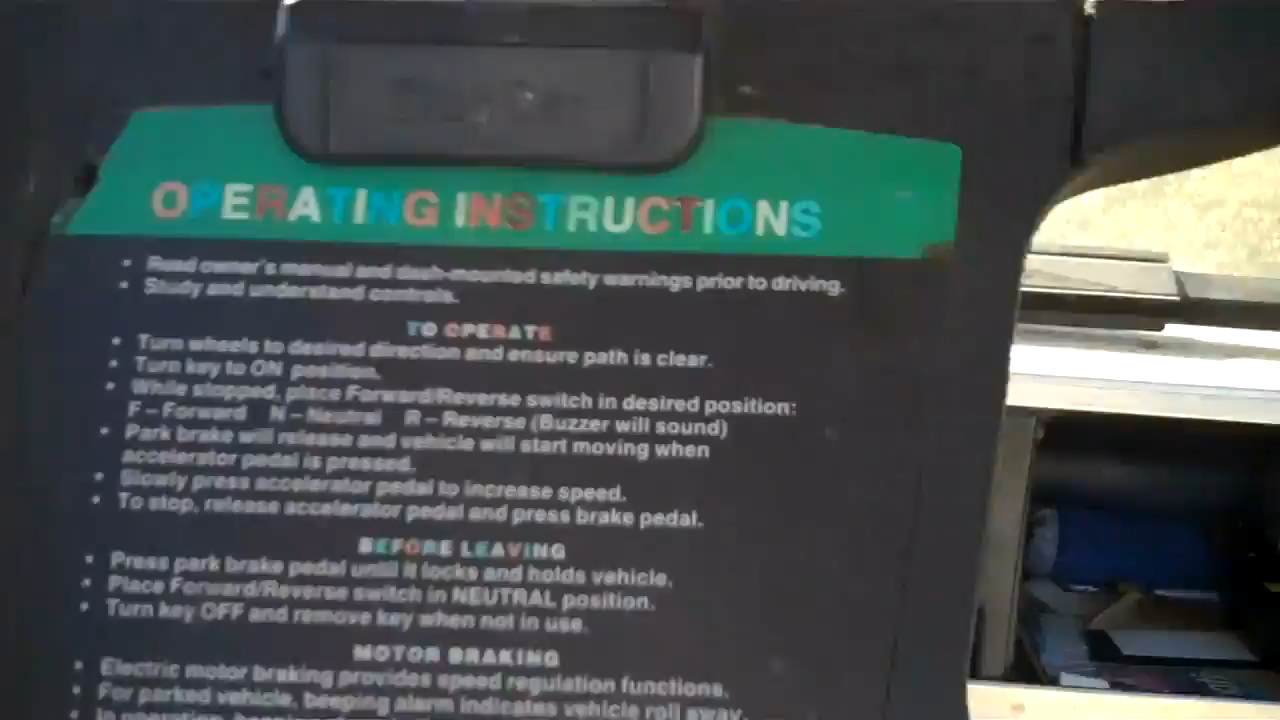 OPERATING INSTRUCTIONS
• Read owner's manual and dash-mounted safety warnings prior to driving.
• Study and understand controls.
TO OPERATE
• Turn wheels to desired direction and ensure path is clear.
• Turn key to ON position.
• While stopped, place Forward/Reverse switch in desired position:
F – Forward N – Neutral R – Reverse (Buzzer will sound)
• Park brake will release and vehicle will start moving when
accelerator pedal is pressed.
• Slowly press accelerator pedal to increase speed.
• To stop, release accelerator pedal and press brake pedal.
BEFORE LEAVING
• Press park brake pedal until it locks and holds vehicle.
• Place Forward/Reverse switch in NEUTRAL position.
• Turn key OFF and remove key when not in use.
MOTOR BRAKING
• Electric motor braking provides speed regulation functions.
• For parked vehicle, beeping alarm indicates vehicle roll away.
• In operation,